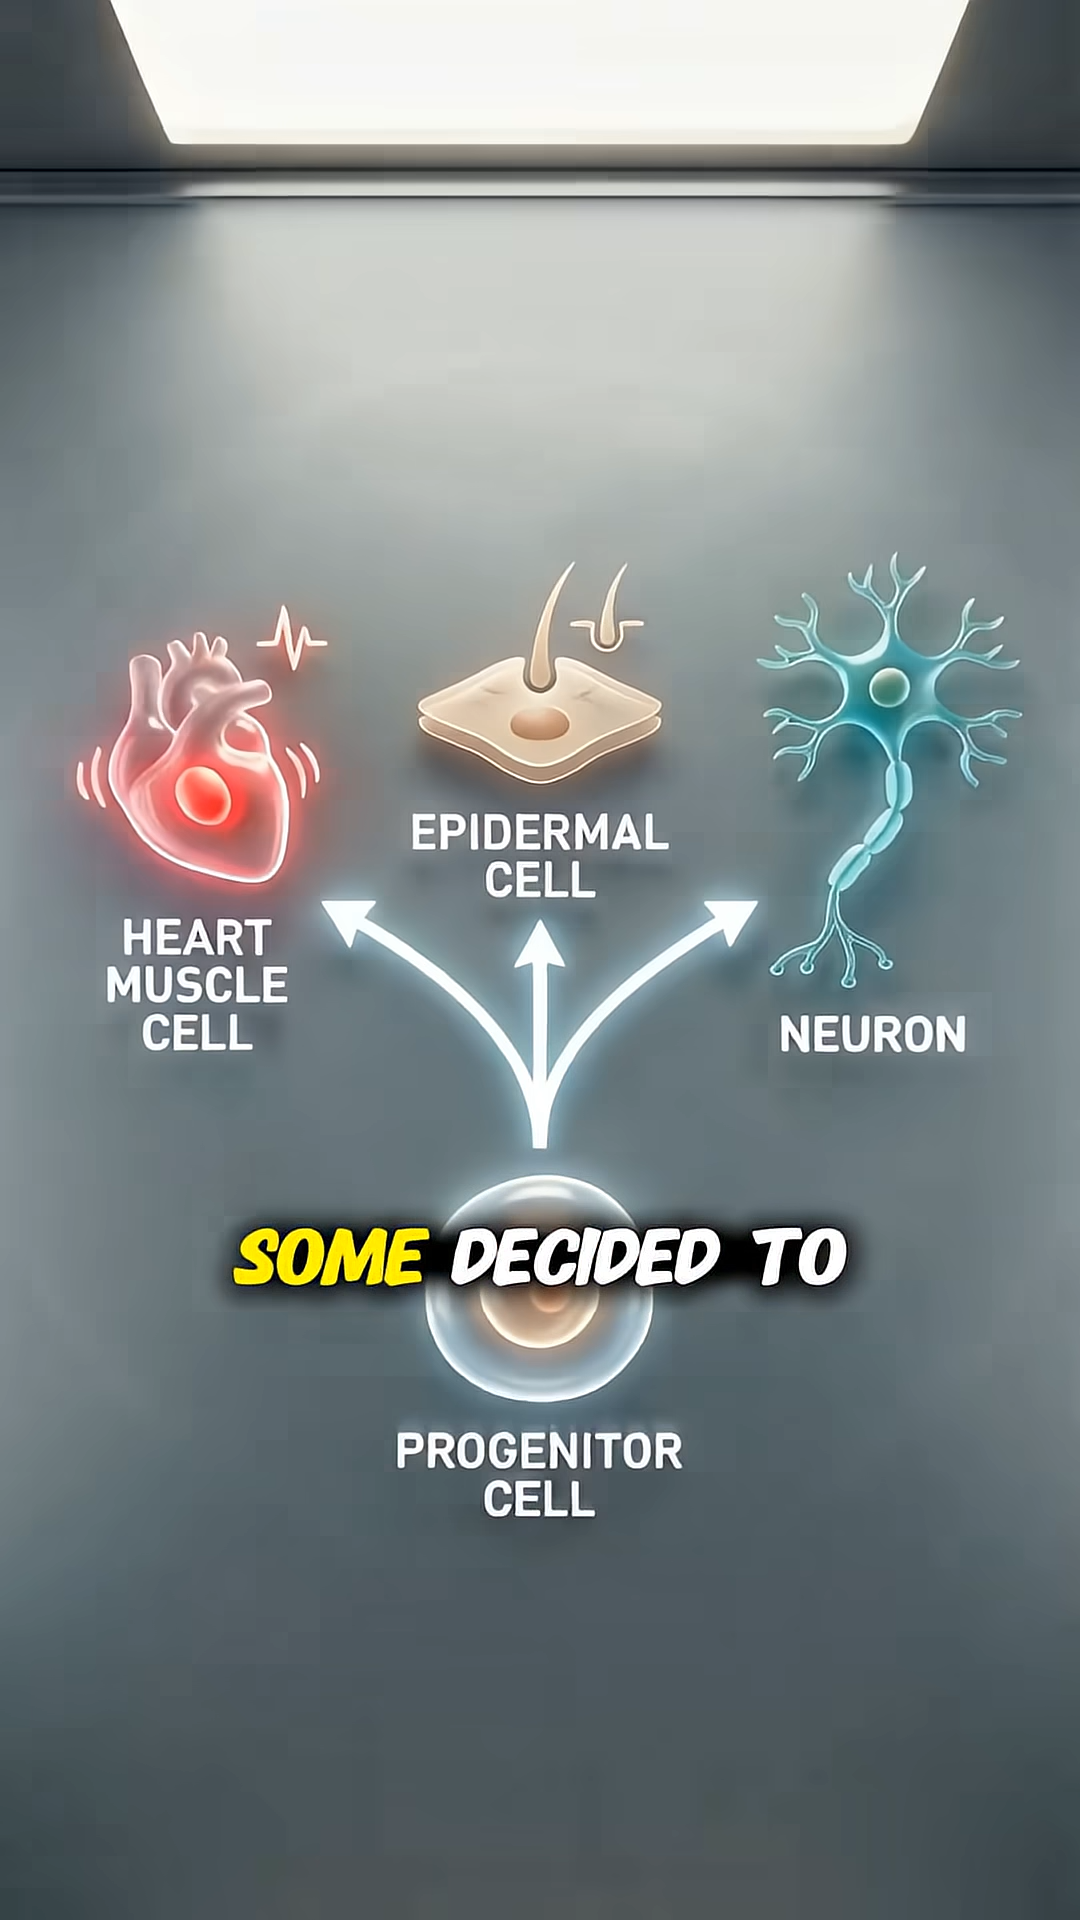 EPIDERMAL
CELL
HEART
MUSCLE
CELL
NEURON
SOME DECIDED TO
PROGENITOR
CELL